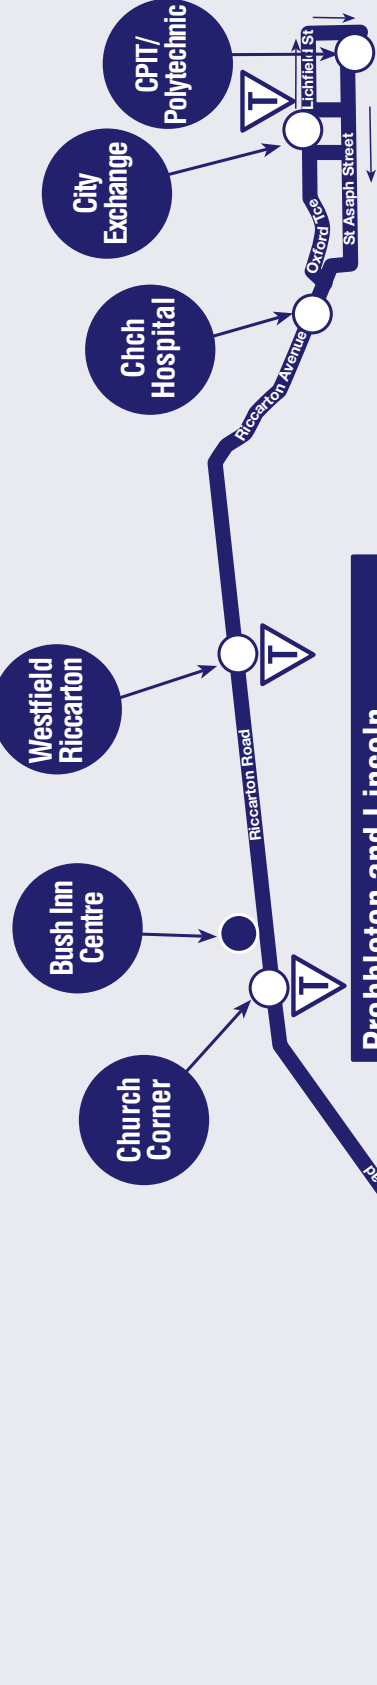 CPIT/
Polytechnic
City
Exchange
Chch
Hospital
Westfield
Riccarton
Bush Inn
Centre
Church
Corner
Lichfield St
St Asaph Street
Oxford Tce
Riccarton Avenue
Riccarton Road
T
T
T
Prebbleton and Lincoln